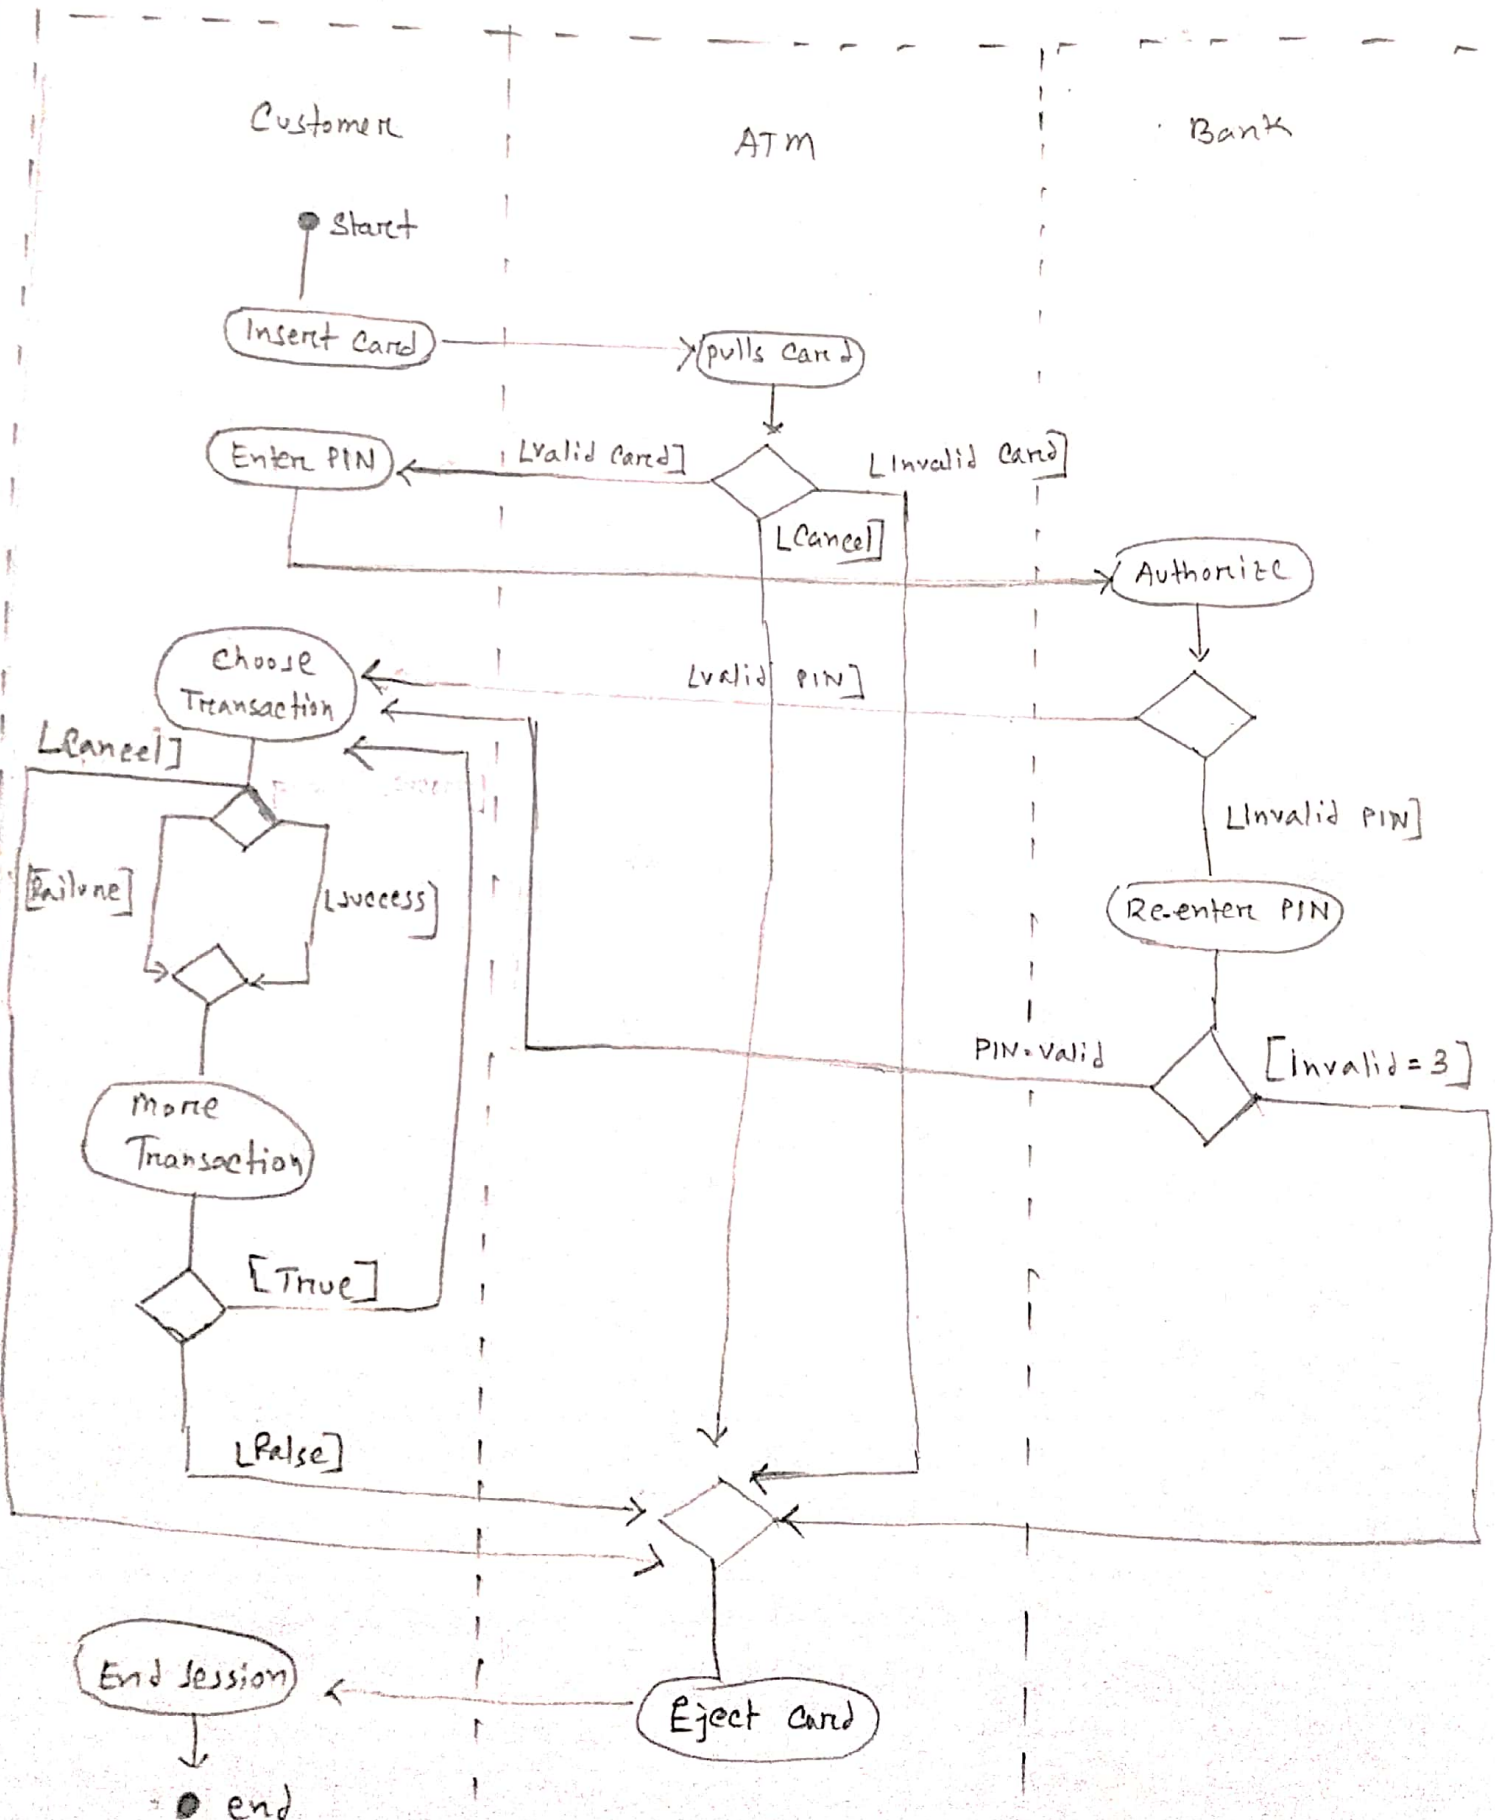 Customer
ATM
Bank
Start
Insert Card
pulls card
Enter PIN
[Valid Card]
[Invalid Card]
[Cancel]
Authorize
Choose
Transaction
[valid PIN]
[Cancel]
[Invalid PIN]
[Failure]
[success]
Re-enter PIN
PIN=valid
[invalid=3]
more
Transaction
[True]
[False]
End session
Eject Card
end